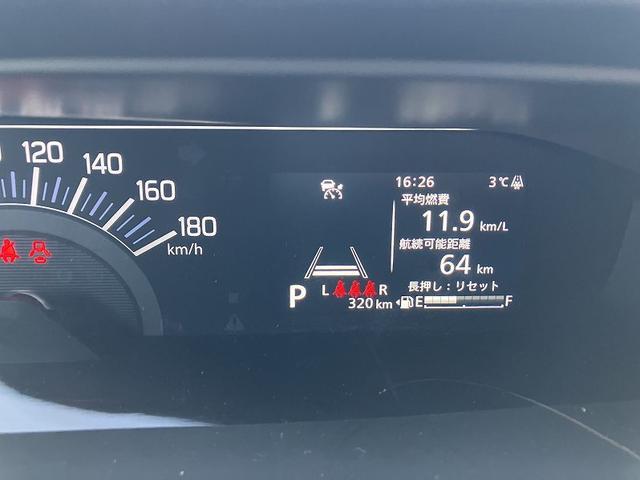 120
140
160
180
km/h
16:26 3℃
平均燃費
11.9 km/L
航続可能距離
64 km
長押し：リセット
P L R
320 km E F